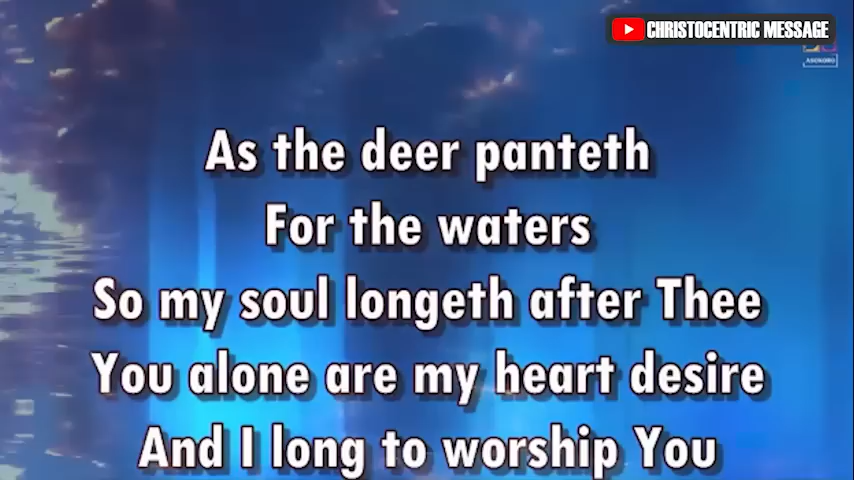 CHRISTOCENTRIC MESSAGE
ASOKORO
As the deer panteth
For the waters
So my soul longeth after Thee
You alone are my heart desire
And I long to worship You